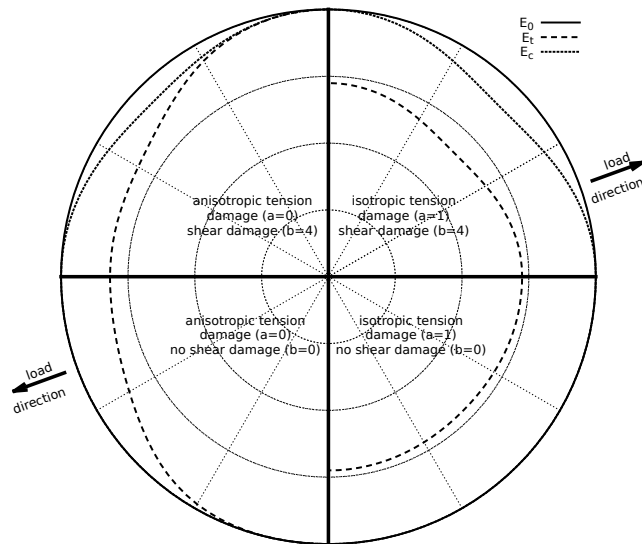 E0
Et
Ec
load
direction
anisotropic tension
damage (a=0)
shear damage (b=4)
isotropic tension
damage (a=1)
shear damage (b=4)
anisotropic tension
damage (a=0)
no shear damage (b=0)
isotropic tension
damage (a=1)
no shear damage (b=0)
load
direction